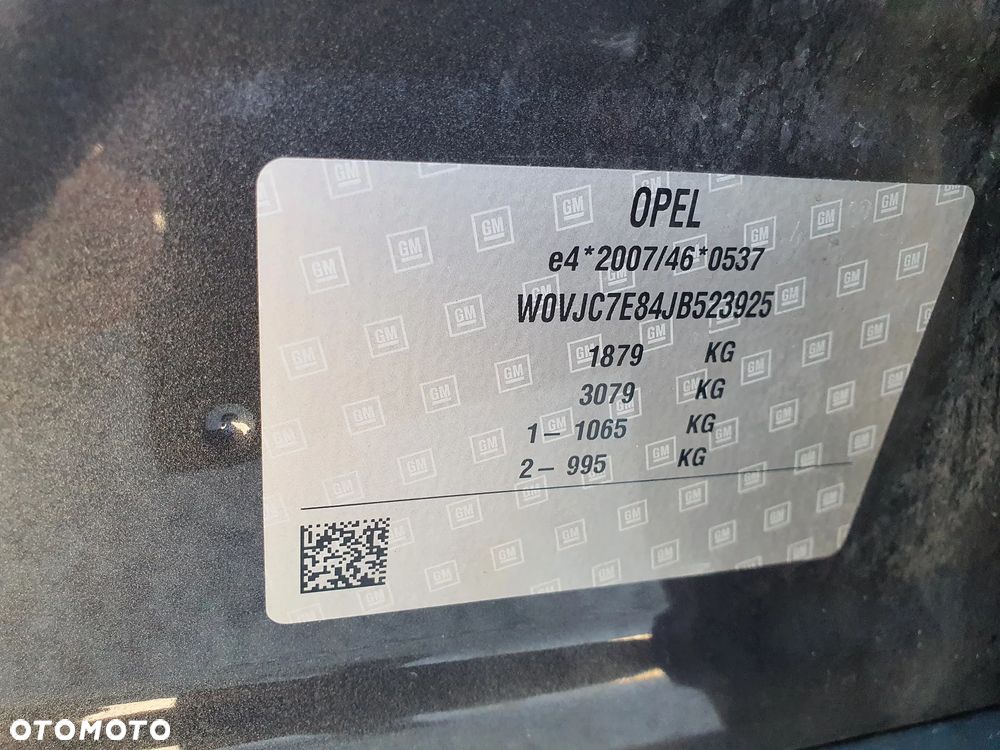 OPEL
e4*2007/46*0537
W0VJC7E84JB523925
1879 KG
3079 KG
1- 1065 KG
2- 995 KG
OTOMOTO